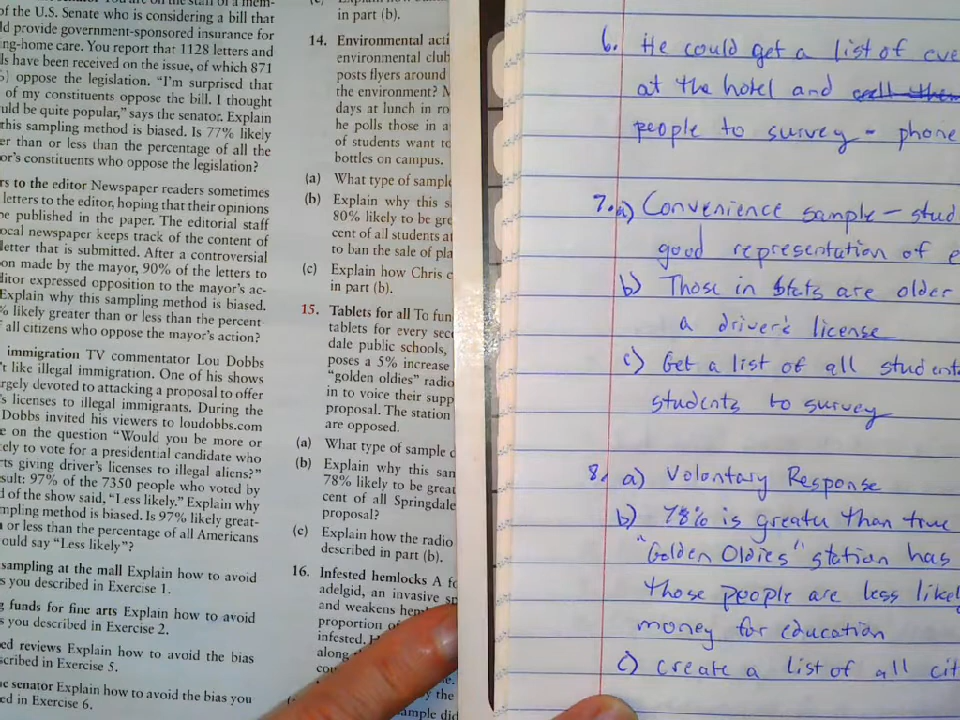 of the U.S. Senate who is considering a bill that
ld provide government-sponsored insurance for
ing-home care. You report that 1128 letters and
ls have been received on the issue, of which 871
oppose the legislation. "I'm surprised that
of my constituents oppose the bill. I thought
uld be quite popular," says the senator. Explain
this sampling method is biased. Is 77% likely
er than or less than the percentage of all the
or's constituents who oppose the legislation?
rs to the editor Newspaper readers sometimes
letters to the editor, hoping that their opinions
be published in the paper. The editorial staff
ocal newspaper keeps track of the content of
letter that is submitted. After a controversial
on made by the mayor, 90% of the letters to
ditor expressed opposition to the mayor's ac-
Explain why this sampling method is biased.
% likely greater than or less than the percent
all citizens who oppose the mayor's action?
immigration TV commentator Lou Dobbs
't like illegal immigration. One of his shows
rgely devoted to attacking a proposal to offer
's licenses to illegal immigrants. During the
Dobbs invited his viewers to loudobbs.com
e on the question "Would you be more or
ely to vote for a presidential candidate who
rts giving driver's licenses to illegal aliens?"
sult: 97% of the 7350 people who voted by
d of the show said, "Less likely." Explain why
mpling method is biased. Is 97% likely great-
or less than the percentage of all Americans
ould say "Less likely"?
sampling at the mall Explain how to avoid
s you described in Exercise 1.
g funds for fine arts Explain how to avoid
s you described in Exercise 2.
ed reviews Explain how to avoid the bias
scribed in Exercise 5.
e senator Explain how to avoid the bias you
ed in Exercise 6.
in part (b).
14. Environmental acti
environmental club
posts flyers around
the environment? M
days at lunch in ro
he polls those in a
of students want to
bottles on campus.
(a) What type of sample
(b) Explain why this s
80% likely to be gre
cent of all students at
to ban the sale of pla
(c) Explain how Chris c
in part (b).
15. Tablets for all To fun
tablets for every seco
dale public schools,
poses a 5% increase
"golden oldies" radio
in to voice their supp
proposal. The station
are opposed.
(a) What type of sample d
(b) Explain why this sam
78% likely to be great
cent of all Springdale
proposal?
(c) Explain how the radio
described in part (b).
16. Infested hemlocks A fo
adelgid, an invasive sp
and weakens hem
proportion of
infested. H
along
6. He could get a list of eve
at the hotel and call them
people to survey - phone
7. a) Convenience sample - stud
good representation of e
b) Those in stats are older
a driver's license
c) Get a list of all students
students to survey
8. a) Volontary Response
b) 78% is greater than true
"Golden Oldies" station has
those people are less likel
money for education
c) create a list of all cit